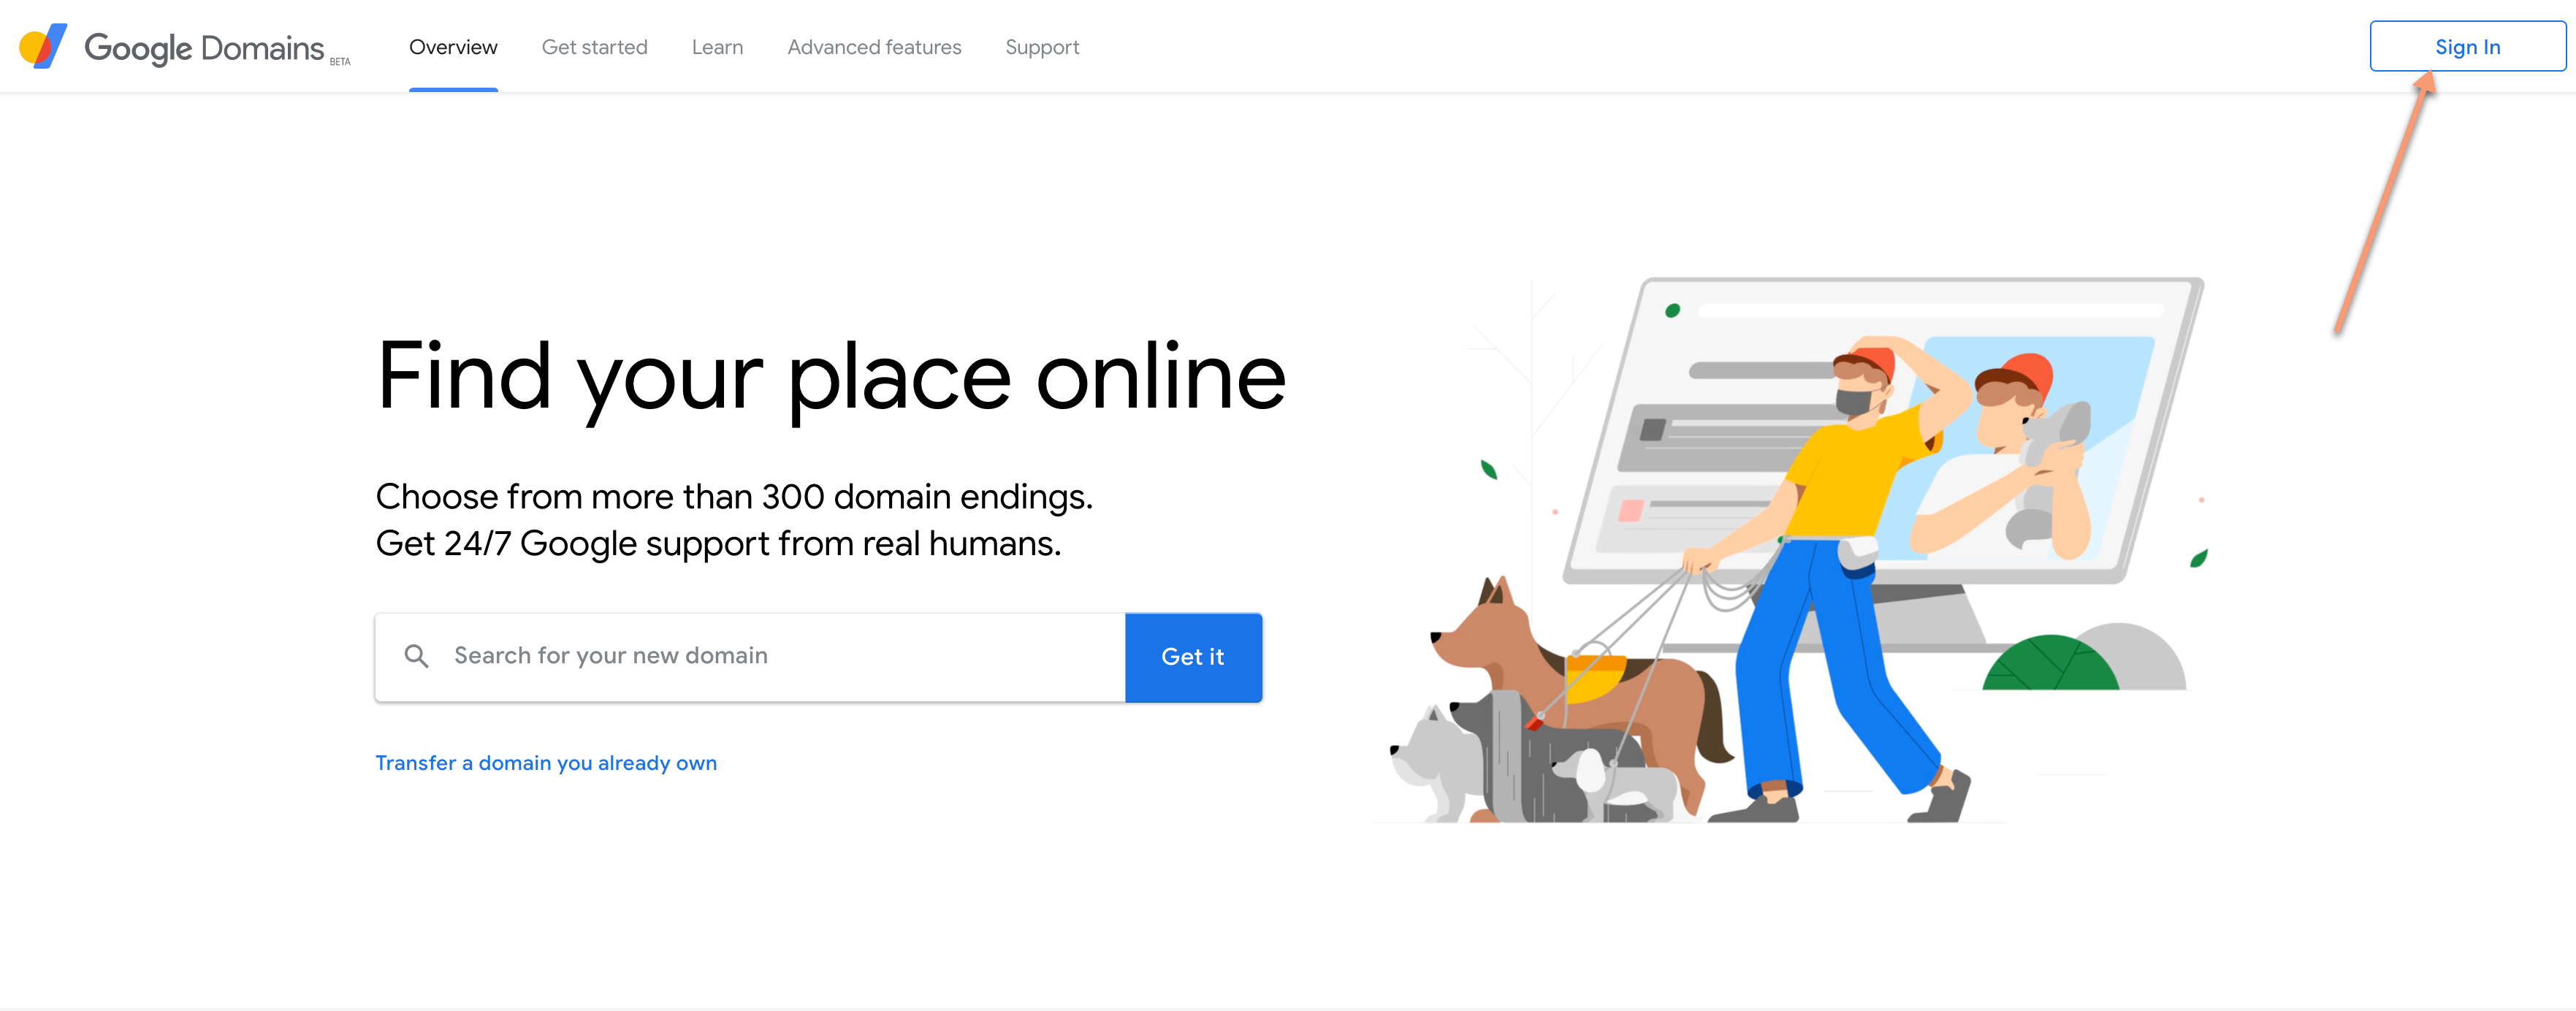 Google Domains BETA
Overview
Get started
Learn
Advanced features
Support
Sign In
Find your place online
Choose from more than 300 domain endings.
Get 24/7 Google support from real humans.
Search for your new domain
Get it
Transfer a domain you already own